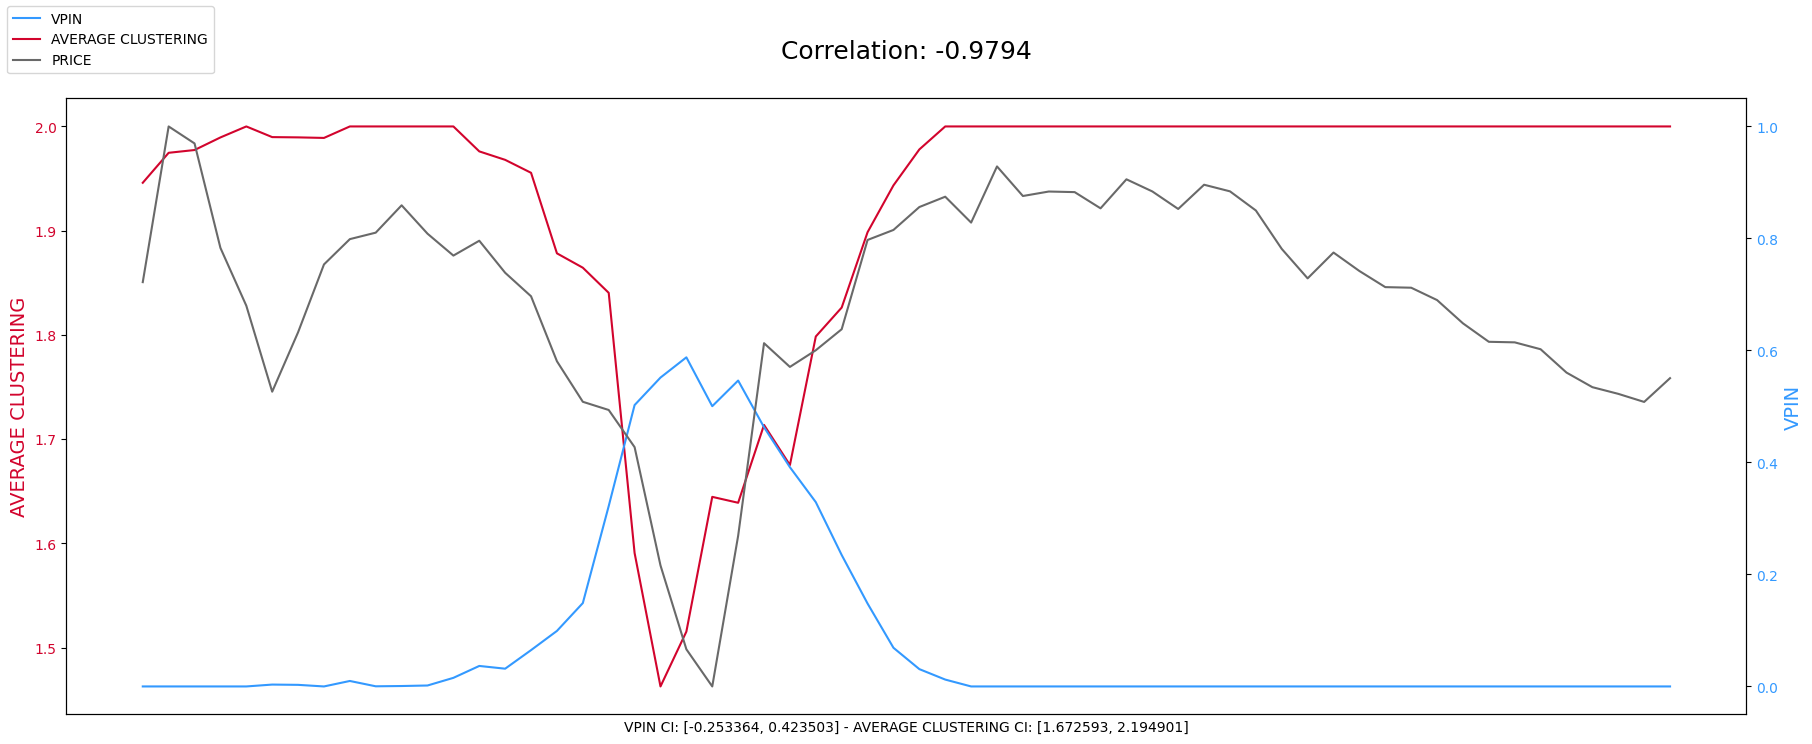 VPIN
AVERAGE CLUSTERING
PRICE
Correlation: -0.9794
2.0
1.9
1.8
1.7
1.6
1.5
AVERAGE CLUSTERING
1.0
0.8
0.6
0.4
0.2
0.0
VPIN
VPIN CI: [-0.253364, 0.423503] - AVERAGE CLUSTERING CI: [1.672593, 2.194901]